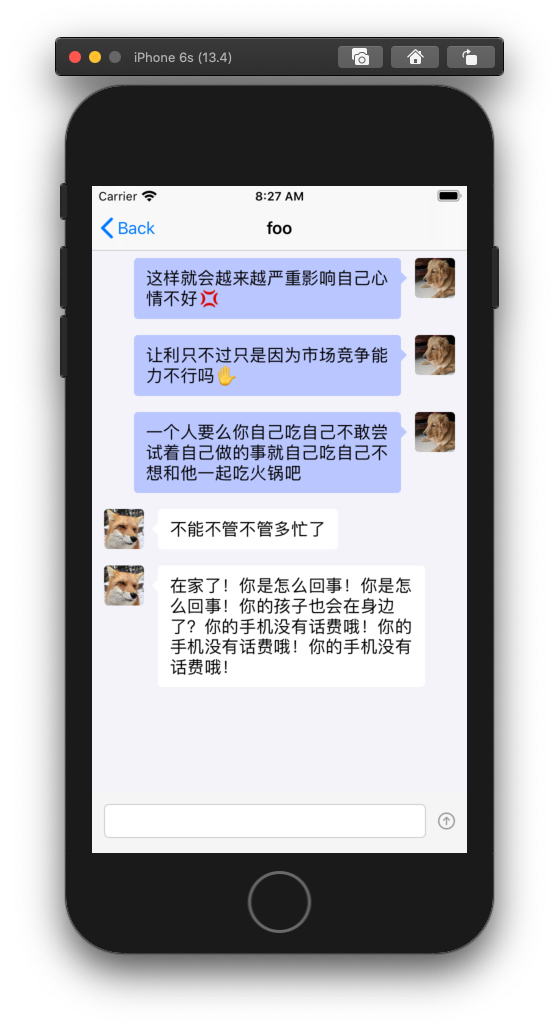 iPhone 6s (13.4)
Carrier 8:27 AM
Back foo
这样就会越来越严重影响自己心
情不好💢
让利只不过只是因为市场竞争能
力不行吗✋
一个人要么你自己吃自己不敢尝
试着自己做的事就自己吃自己不
想和他一起吃火锅吧
不能不管不管多忙了
在家了！你是怎么回事！你是怎
么回事！你的孩子也会在身边
了？你的手机没有话费哦！你的
手机没有话费哦！你的手机没有
话费哦！